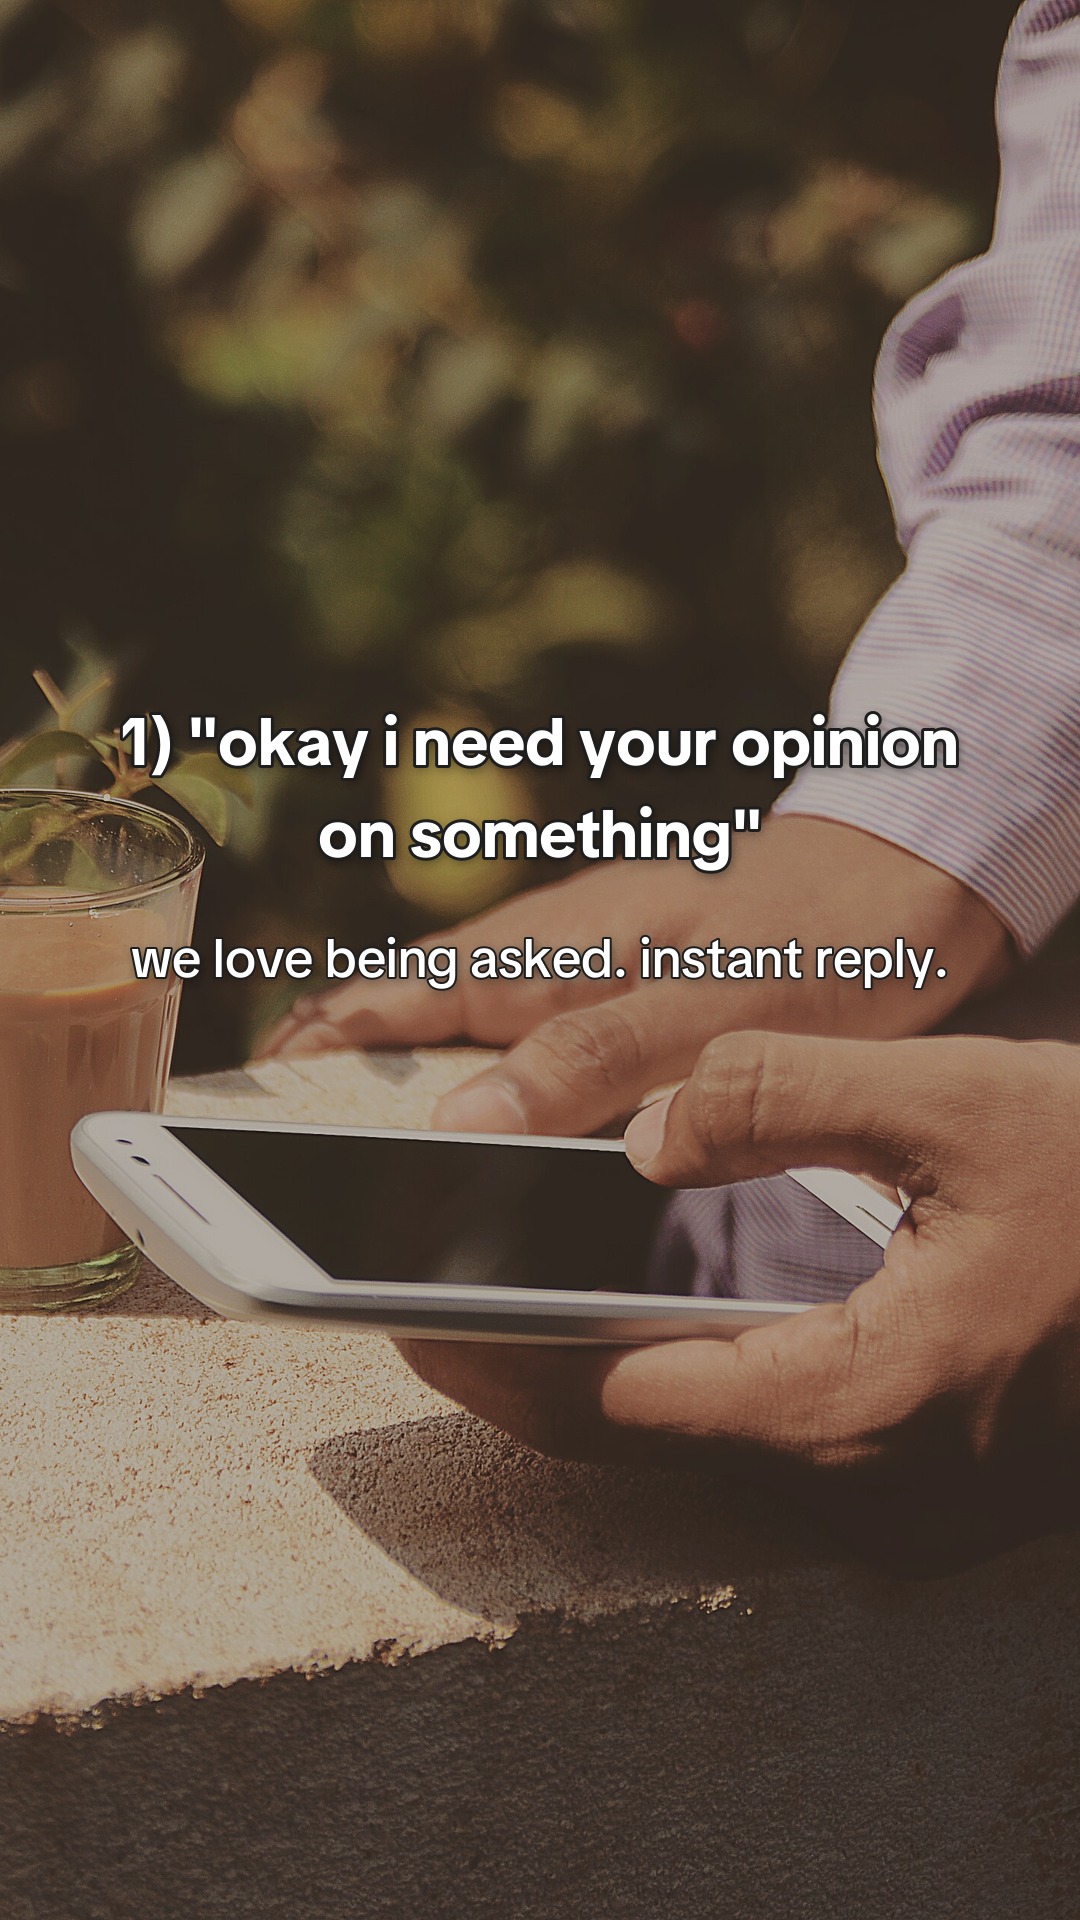 1) "okay i need your opinion
on something"
we love being asked. instant reply.